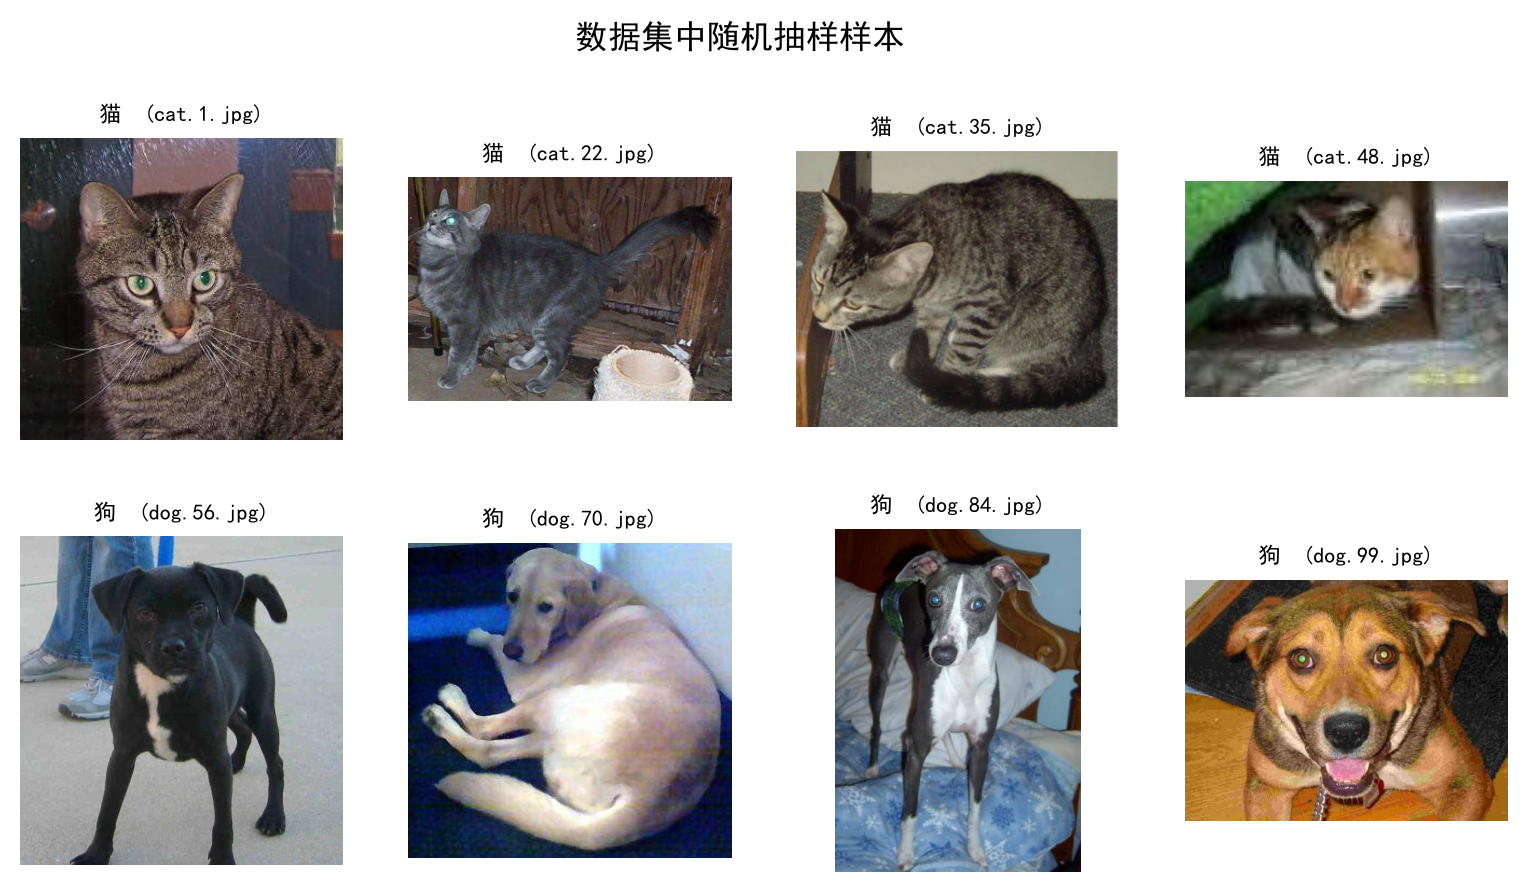 数据集中随机抽样样本
猫 (cat.1.jpg)
猫 (cat.22.jpg)
猫 (cat.35.jpg)
猫 (cat.48.jpg)
狗 (dog.56.jpg)
狗 (dog.70.jpg)
狗 (dog.84.jpg)
狗 (dog.99.jpg)